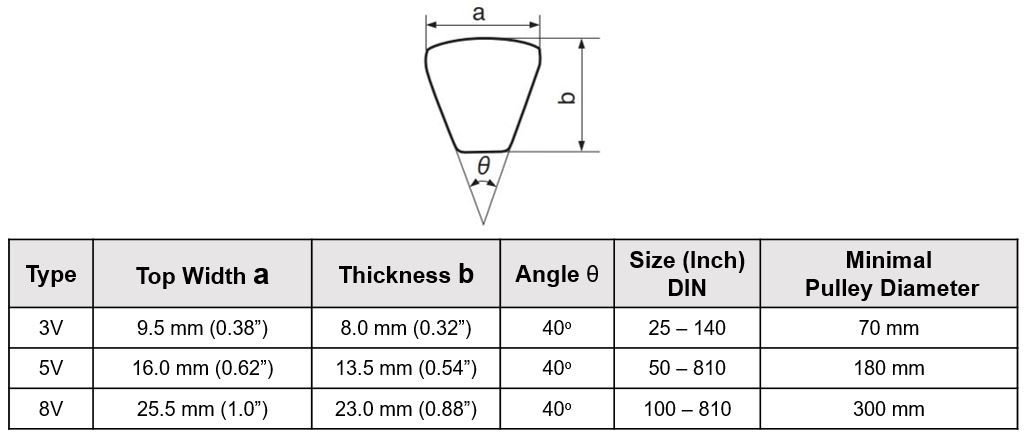 a
b
θ
Type Top Width a Thickness b Angle θ Size (Inch) DIN Minimal Pulley Diameter
3V 9.5 mm (0.38”) 8.0 mm (0.32”) 40º 25 – 140 70 mm
5V 16.0 mm (0.62”) 13.5 mm (0.54”) 40º 50 – 810 180 mm
8V 25.5 mm (1.0”) 23.0 mm (0.88”) 40º 100 – 810 300 mm